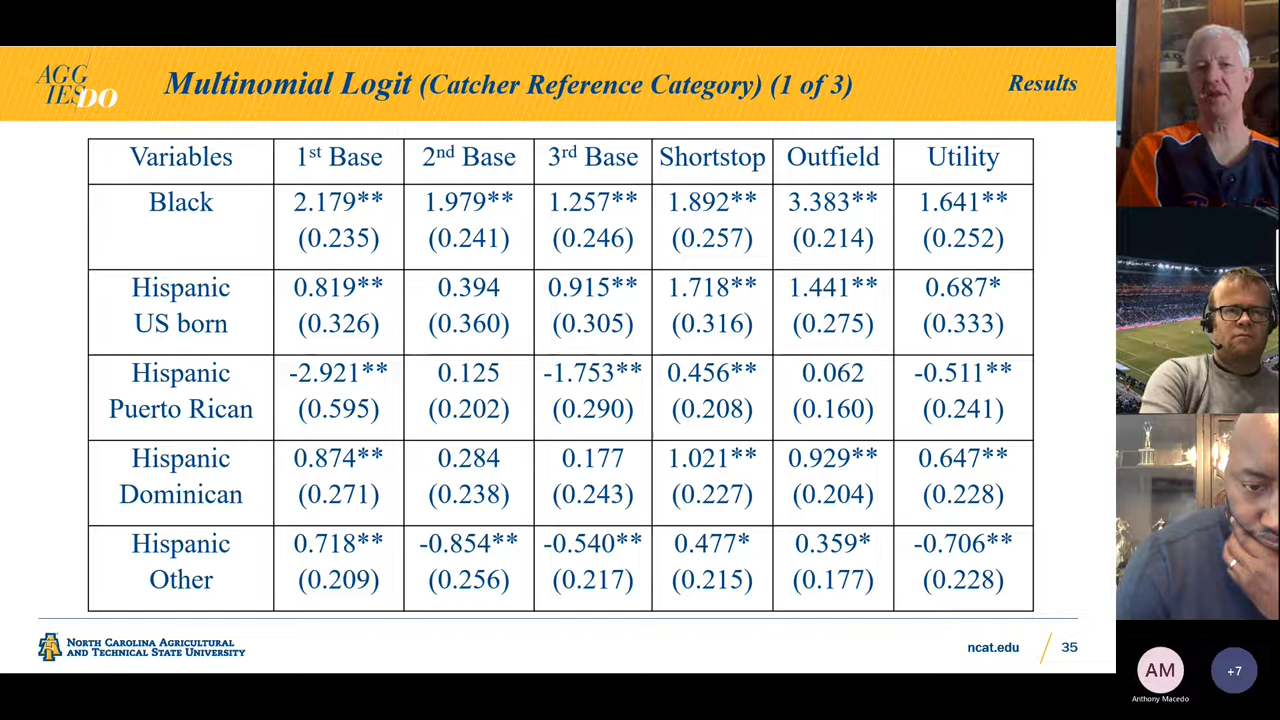 AGG
IES DO
Multinomial Logit (Catcher Reference Category) (1 of 3)
Results
Variables 1st Base 2nd Base 3rd Base Shortstop Outfield Utility
Black 2.179** 1.979** 1.257** 1.892** 3.383** 1.641**
(0.235) (0.241) (0.246) (0.257) (0.214) (0.252)
Hispanic 0.819** 0.394 0.915** 1.718** 1.441** 0.687*
US born (0.326) (0.360) (0.305) (0.316) (0.275) (0.333)
Hispanic -2.921** 0.125 -1.753** 0.456** 0.062 -0.511**
Puerto Rican (0.595) (0.202) (0.290) (0.208) (0.160) (0.241)
Hispanic 0.874** 0.284 0.177 1.021** 0.929** 0.647**
Dominican (0.271) (0.238) (0.243) (0.227) (0.204) (0.228)
Hispanic 0.718** -0.854** -0.540** 0.477* 0.359* -0.706**
Other (0.209) (0.256) (0.217) (0.215) (0.177) (0.228)
NORTH CAROLINA AGRICULTURAL
AND TECHNICAL STATE UNIVERSITY
ncat.edu
35
AM
Anthony Macedo
+7